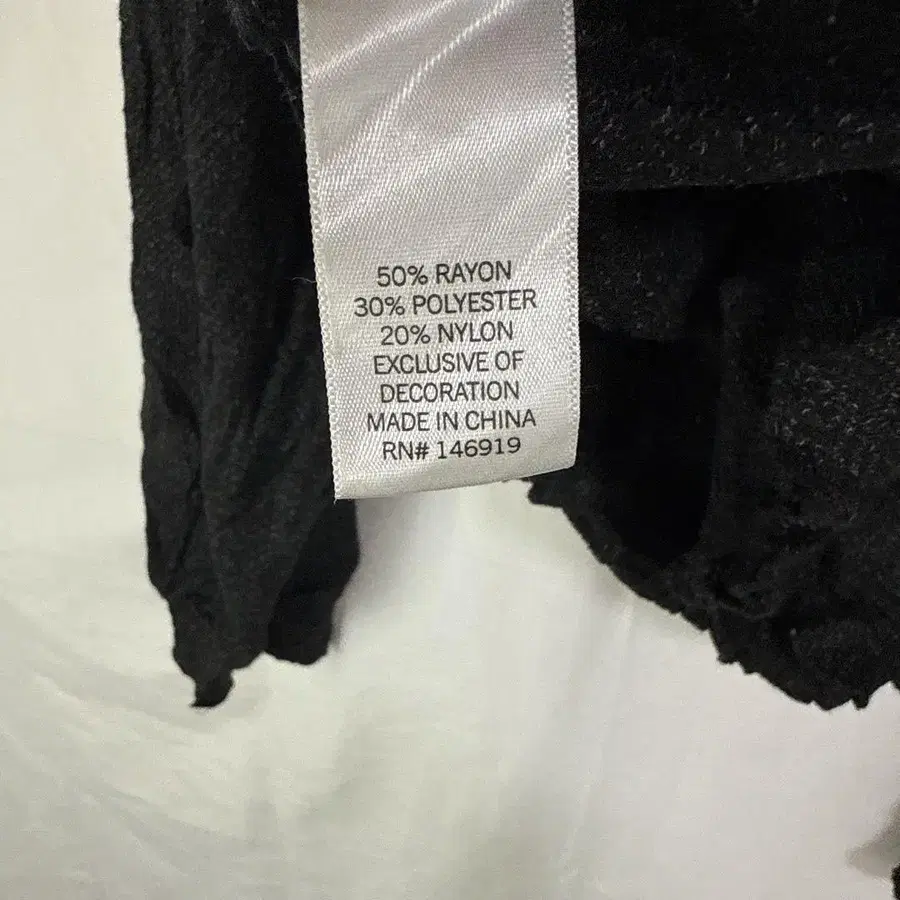 50% RAYON
30% POLYESTER
20% NYLON
EXCLUSIVE OF
DECORATION
MADE IN CHINA
RN# 146919